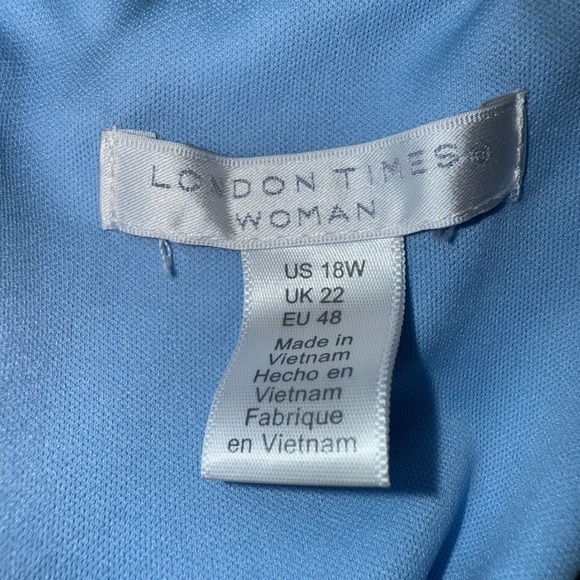 LONDON TIMES®
WOMAN
US 18W
UK 22
EU 48
Made in
Vietnam
Hecho en
Vietnam
Fabrique
en Vietnam